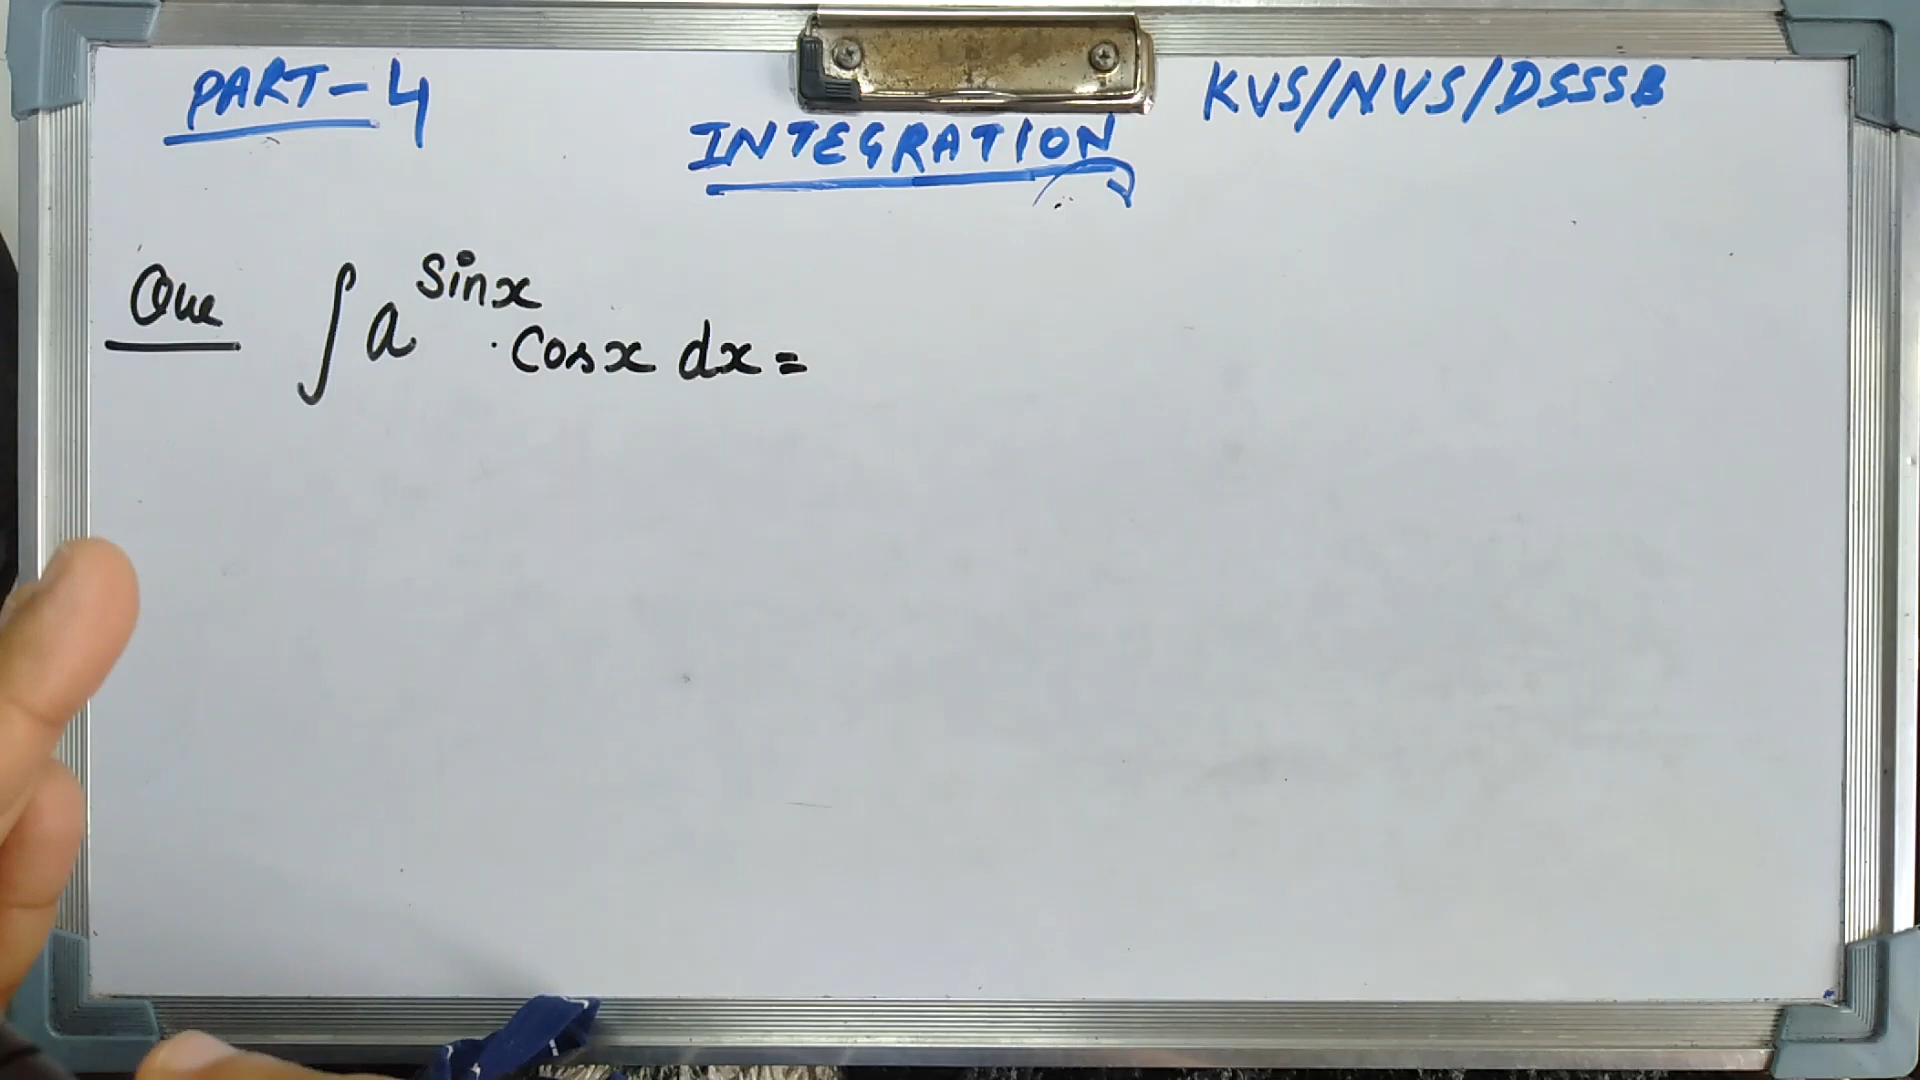 PART-4
KVS/NVS/DSSSB
INTEGRATION
Que ∫ a^sinx · cosx dx =